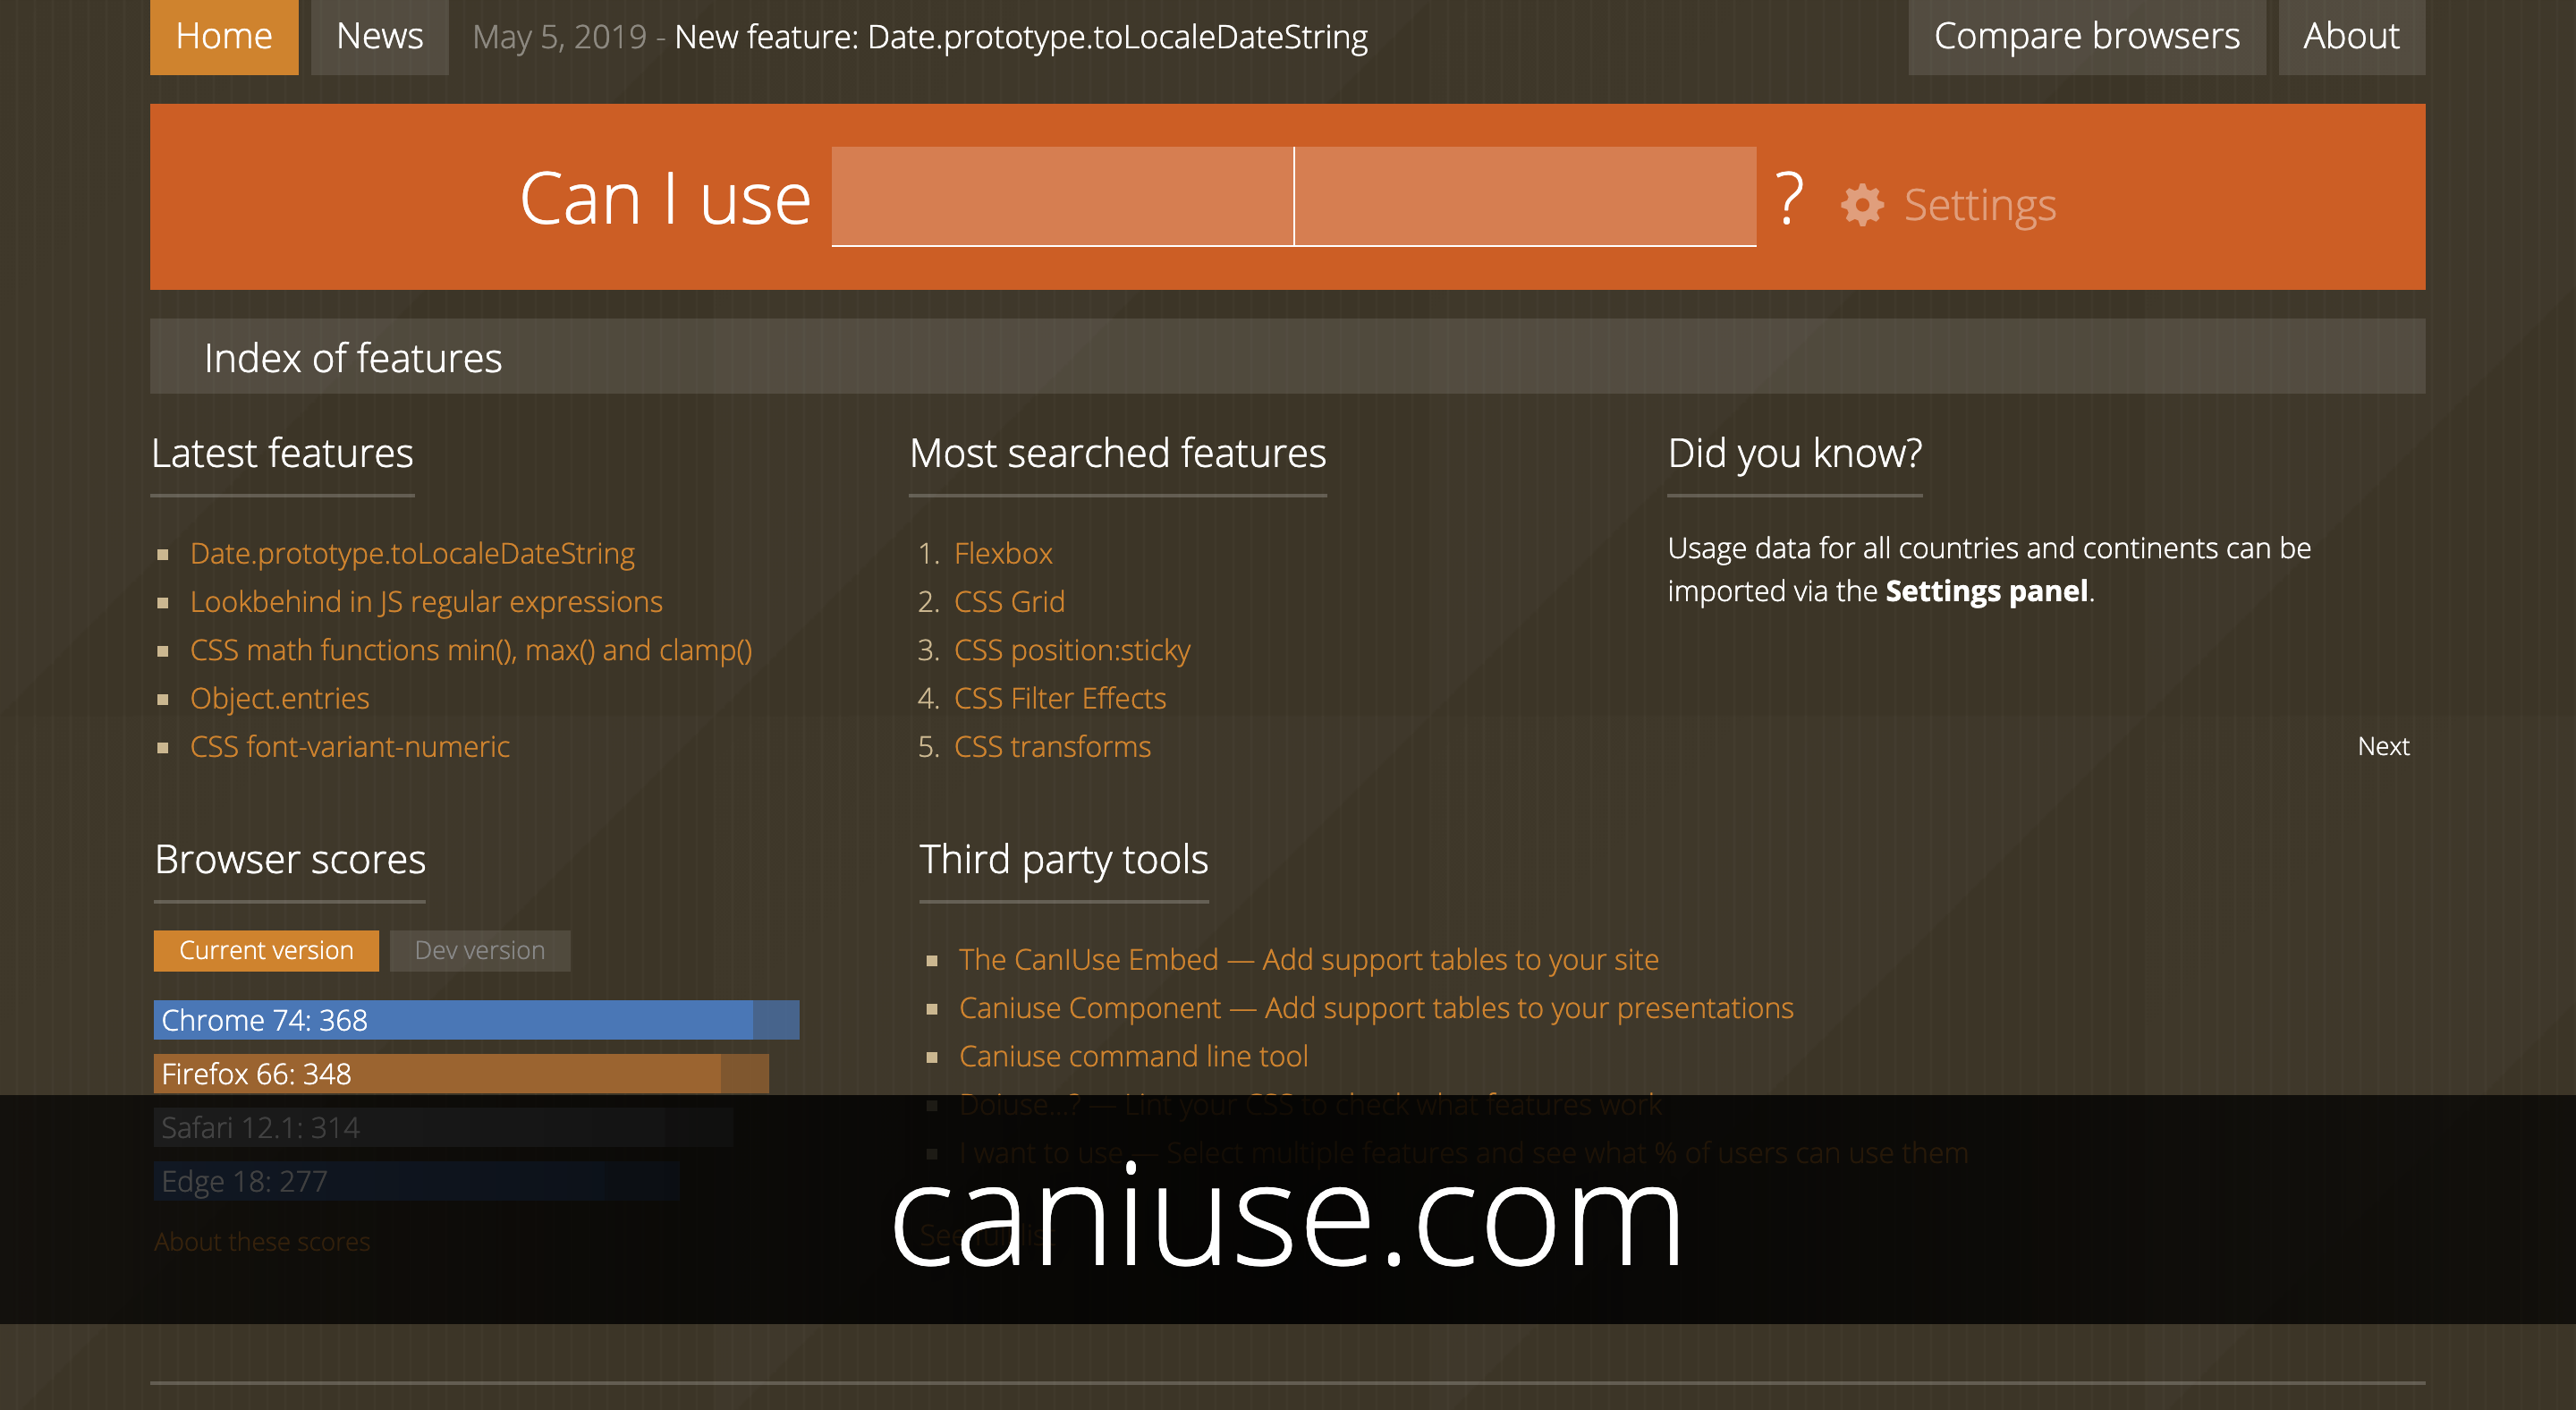 Home
News
May 5, 2019 - New feature: Date.prototype.toLocaleDateString
Compare browsers
About
Can I use
?
Settings
Index of features
Latest features
Date.prototype.toLocaleDateString
Lookbehind in JS regular expressions
CSS math functions min(), max() and clamp()
Object.entries
CSS font-variant-numeric
Most searched features
1. Flexbox
2. CSS Grid
3. CSS position:sticky
4. CSS Filter Effects
5. CSS transforms
Did you know?
Usage data for all countries and continents can be
imported via the Settings panel.
Next
Browser scores
Current version
Dev version
Chrome 74: 368
Firefox 66: 348
Safari 12.1: 314
Edge 18: 277
About these scores
Third party tools
The CanIUse Embed — Add support tables to your site
Caniuse Component — Add support tables to your presentations
Caniuse command line tool
Doiuse...? — Lint your CSS to check what features work
I want to use — Select multiple features and see what % of users can use them
caniuse.com